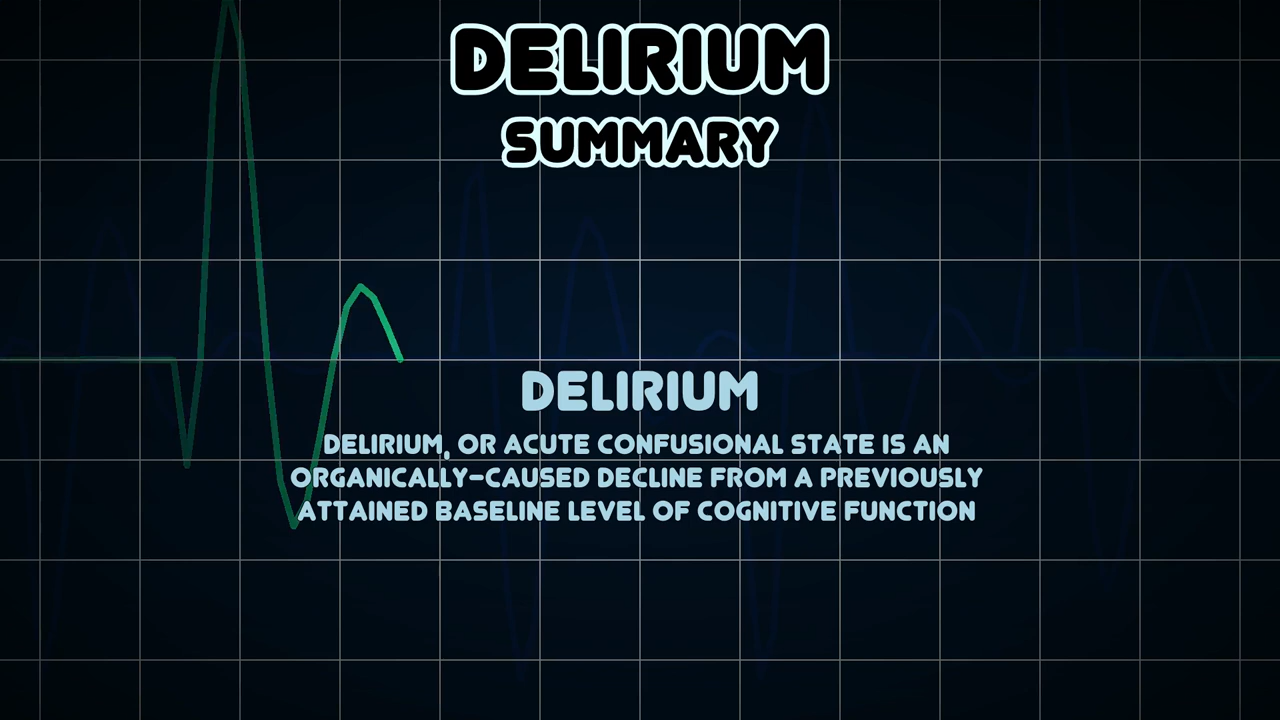 DELIRIUM
SUMMARY
DELIRIUM
DELIRIUM, OR ACUTE CONFUSIONAL STATE IS AN
ORGANICALLY-CAUSED DECLINE FROM A PREVIOUSLY
ATTAINED BASELINE LEVEL OF COGNITIVE FUNCTION